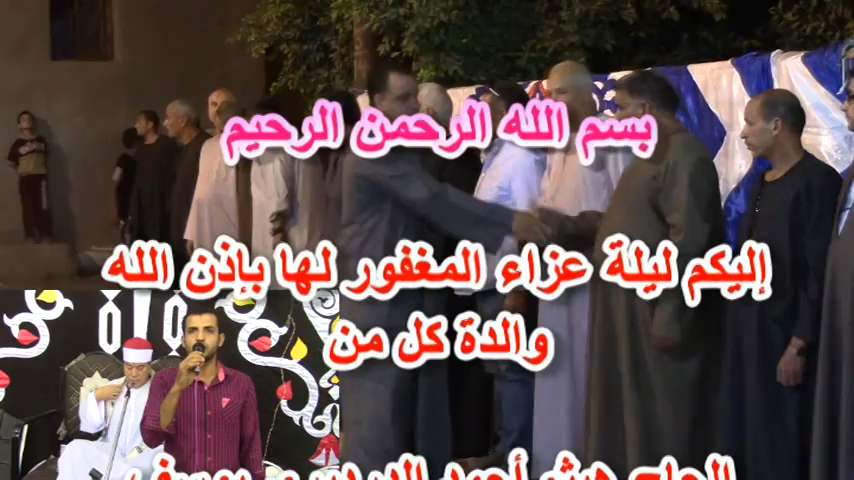 بسم الله الرحمن الرحيم
إليكم ليلة عزاء المغفور لها بإذن الله
والدة كل من